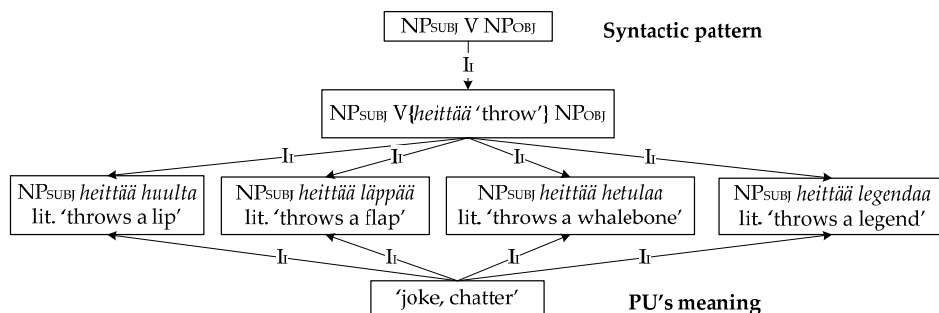 NPSUBJ V NPOBJ
Syntactic pattern
II
NPSUBJ V{heittää ‘throw’} NPOBJ
II II II II
NPSUBJ heittää huulta
lit. ‘throws a lip’
NPSUBJ heittää läppää
lit. ‘throws a flap’
NPSUBJ heittää hetulaa
lit. ‘throws a whalebone’
NPSUBJ heittää legendaa
lit. ‘throws a legend’
II II II II
‘joke, chatter’
PU's meaning